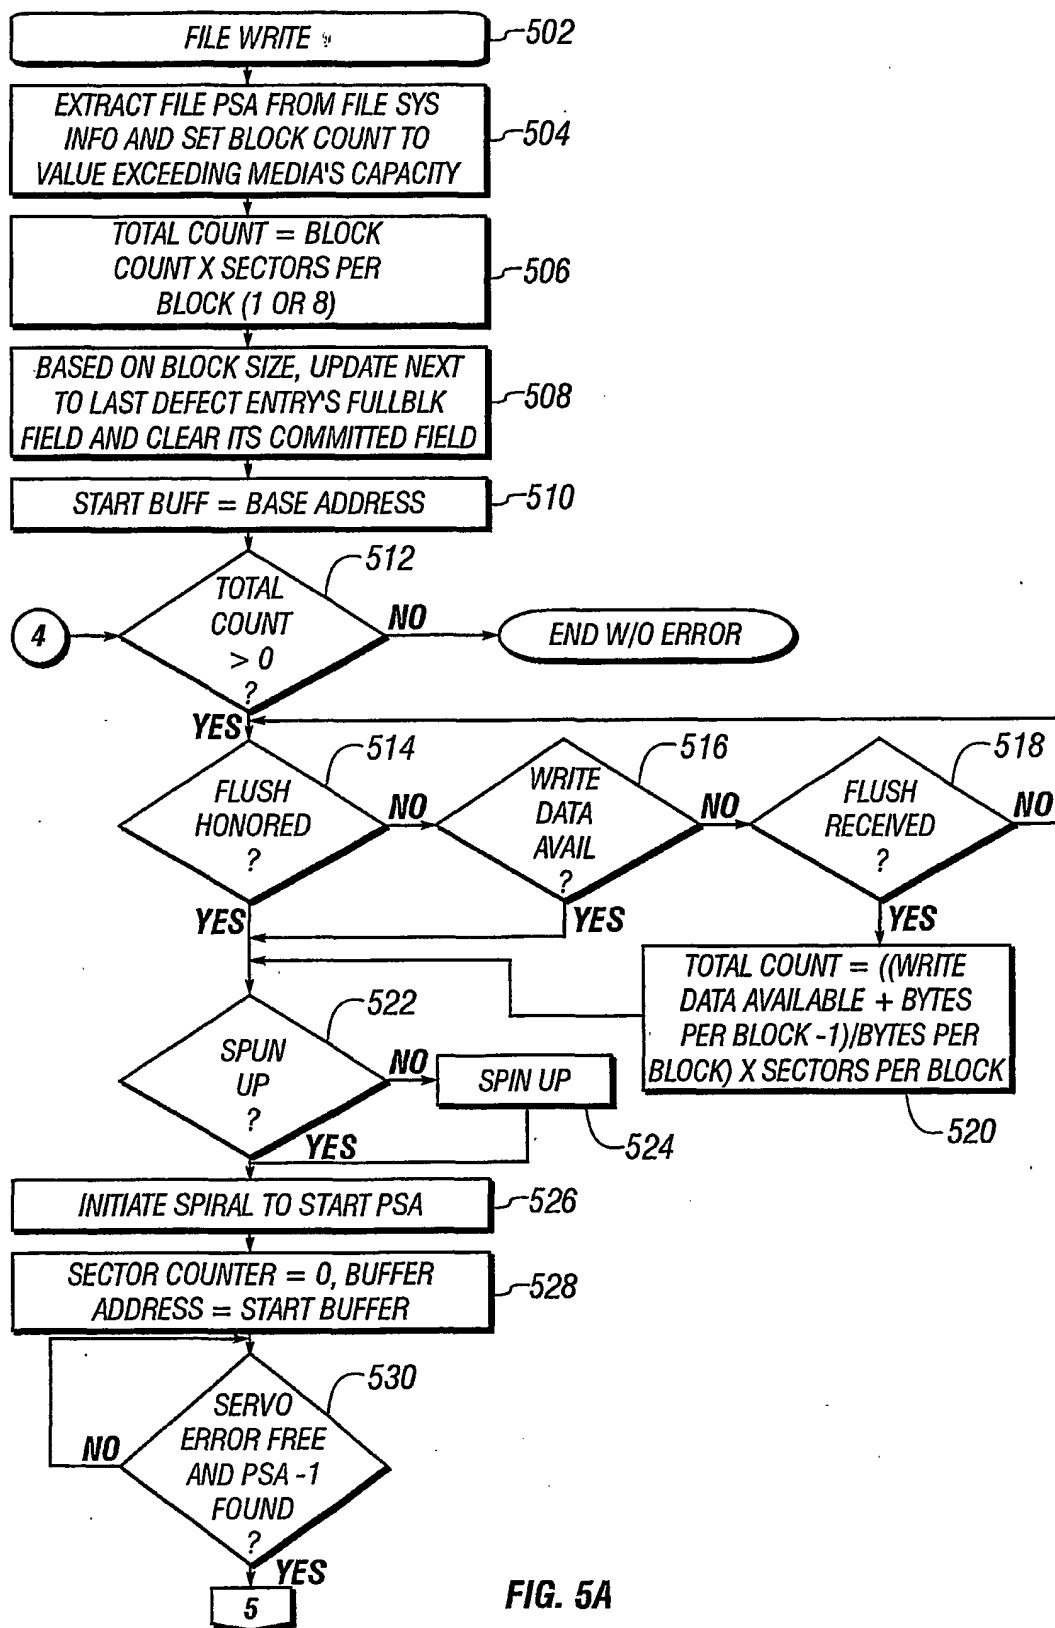 FILE WRITE
502
EXTRACT FILE PSA FROM FILE SYS
INFO AND SET BLOCK COUNT TO
VALUE EXCEEDING MEDIA'S CAPACITY
504
TOTAL COUNT = BLOCK
COUNT X SECTORS PER
BLOCK (1 OR 8)
506
BASED ON BLOCK SIZE, UPDATE NEXT
TO LAST DEFECT ENTRY'S FULLBLK
FIELD AND CLEAR ITS COMMITTED FIELD
508
START BUFF = BASE ADDRESS
510
4
TOTAL
COUNT
> 0
?
512
NO
END W/O ERROR
YES
FLUSH
HONORED
?
514
NO
WRITE
DATA
AVAIL
?
516
NO
FLUSH
RECEIVED
?
518
NO
YES
YES
YES
TOTAL COUNT = ((WRITE
DATA AVAILABLE + BYTES
PER BLOCK -1)/BYTES PER
BLOCK) X SECTORS PER BLOCK
520
SPUN
UP
?
522
NO
SPIN UP
524
YES
INITIATE SPIRAL TO START PSA
526
SECTOR COUNTER = 0, BUFFER
ADDRESS = START BUFFER
528
SERVO
ERROR FREE
AND PSA -1
FOUND
?
530
NO
YES
5
FIG. 5A